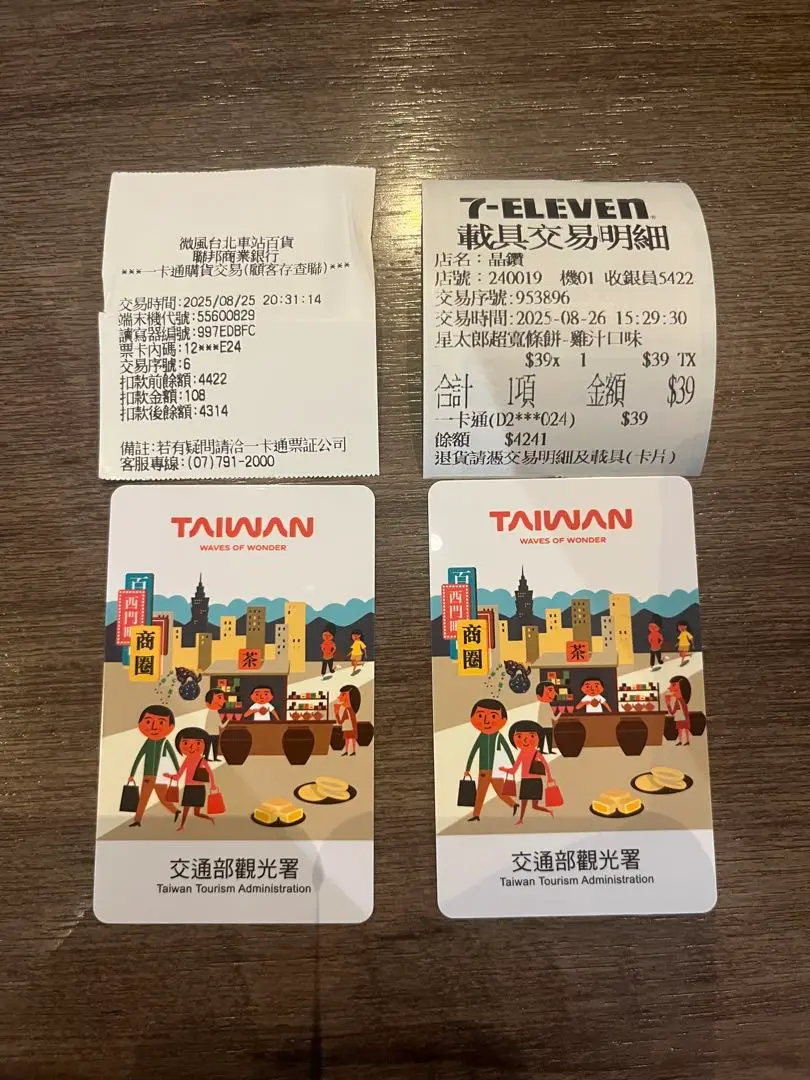 微風台北車站百貨
聯邦商業銀行
***一卡通購貨交易(顧客存查聯)***
交易時間:2025/08/25 20:31:14
端末機代號:55600829
讀寫器編號:997EDBFC
票卡內碼:12***E24
交易序號:6
扣款前餘額:4422
扣款金額:108
扣款後餘額:4314
備註:若有疑問請洽一卡通票証公司
客服專線:(07)791-2000
7-ELEVEN
載具交易明細
店名:晶鑽
店號:240019 機01 收銀員5422
交易序號:953896
交易時間:2025-08-26 15:29:30
星太郎超寬條餅-雞汁口味
$39x 1 $39 TX
合計 1項 金額 $39
一卡通(D2***024) $39
餘額 $4241
退貨請憑交易明細及載具(卡片)
TAIWAN
WAVES OF WONDER
百
西門町
商圈
茶
交通部觀光署
Taiwan Tourism Administration
TAIWAN
WAVES OF WONDER
百
西門町
商圈
茶
交通部觀光署
Taiwan Tourism Administration